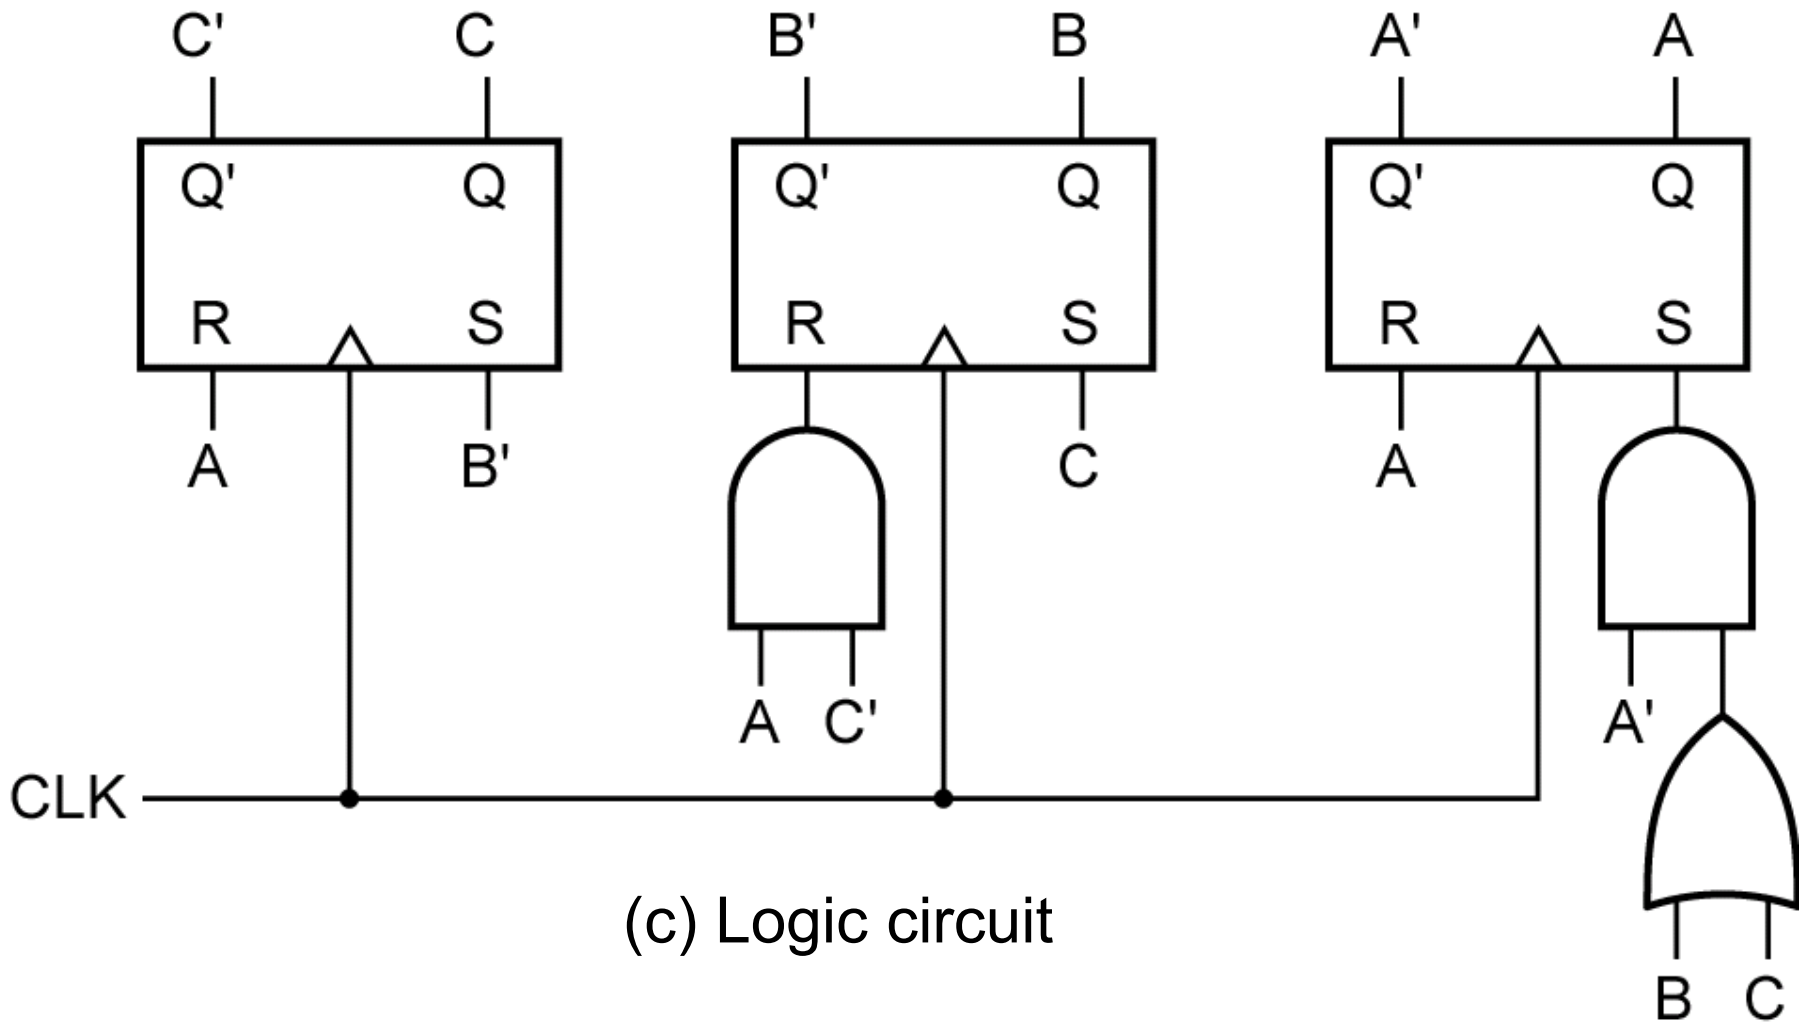 C' C B' B A' A
Q' Q Q' Q Q' Q
R S R S R S
A B' C A
A C' A'
CLK
(c) Logic circuit
B C